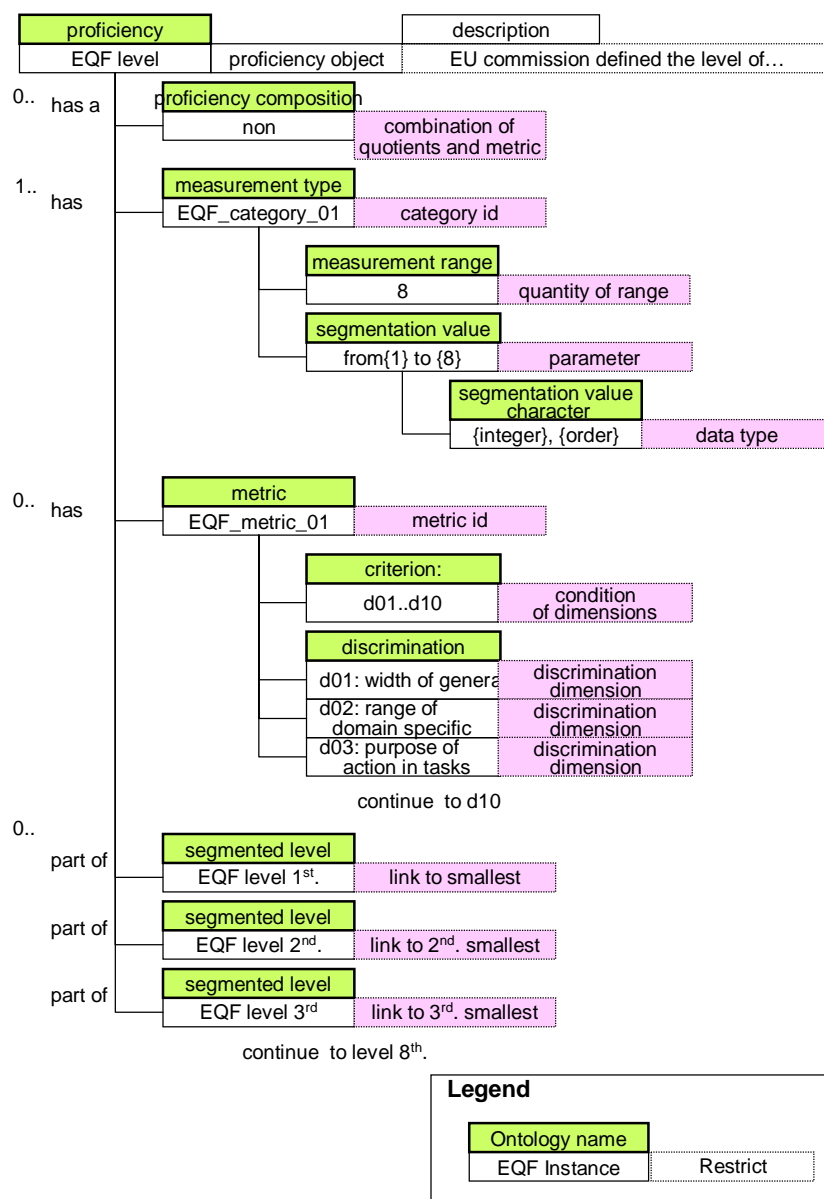 proficiency
description
EQF level
proficiency object
EU commission defined the level of…
0..
has a
proficiency composition
non
combination of
quotients and metric
1..
has
measurement type
EQF_category_01
category id
measurement range
8
quantity of range
segmentation value
from{1} to {8}
parameter
segmentation value
character
{integer}, {order}
data type
0..
has
metric
EQF_metric_01
metric id
criterion:
d01..d10
condition
of dimensions
discrimination
d01: width of genera
discrimination
dimension
d02: range of
domain specific
discrimination
dimension
d03: purpose of
action in tasks
discrimination
dimension
continue to d10
0..
part of
segmented level
EQF level 1st.
link to smallest
part of
segmented level
EQF level 2nd.
link to 2nd. smallest
part of
segmented level
EQF level 3rd
link to 3rd. smallest
continue to level 8th.
Legend
Ontology name
EQF Instance
Restrict